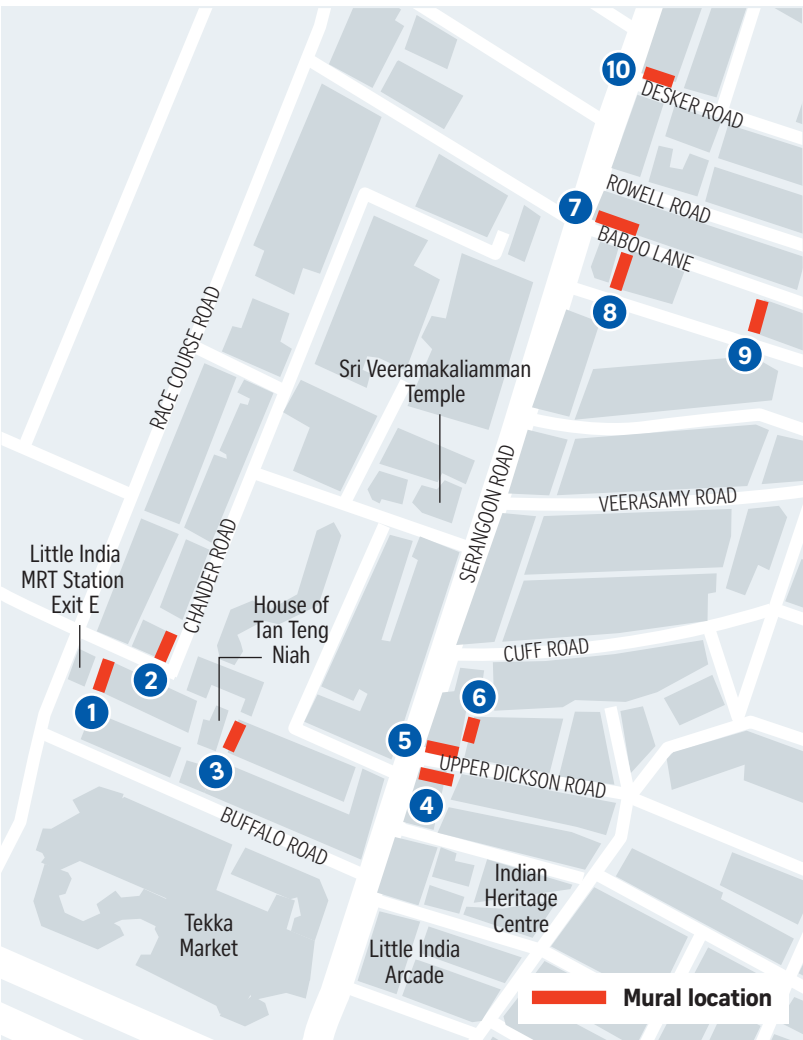 10
DESKER ROAD
ROWELL ROAD
7
BABOO LANE
8
9
RACE COURSE ROAD
Sri Veeramakaliamman
Temple
SERANGOON ROAD
VEERASAMY ROAD
Little India
MRT Station
Exit E
CHANDER ROAD
House of
Tan Teng
Niah
CUFF ROAD
2
1
3
6
5
UPPER DICKSON ROAD
4
BUFFALO ROAD
Indian
Heritage
Centre
Tekka
Market
Little India
Arcade
Mural location